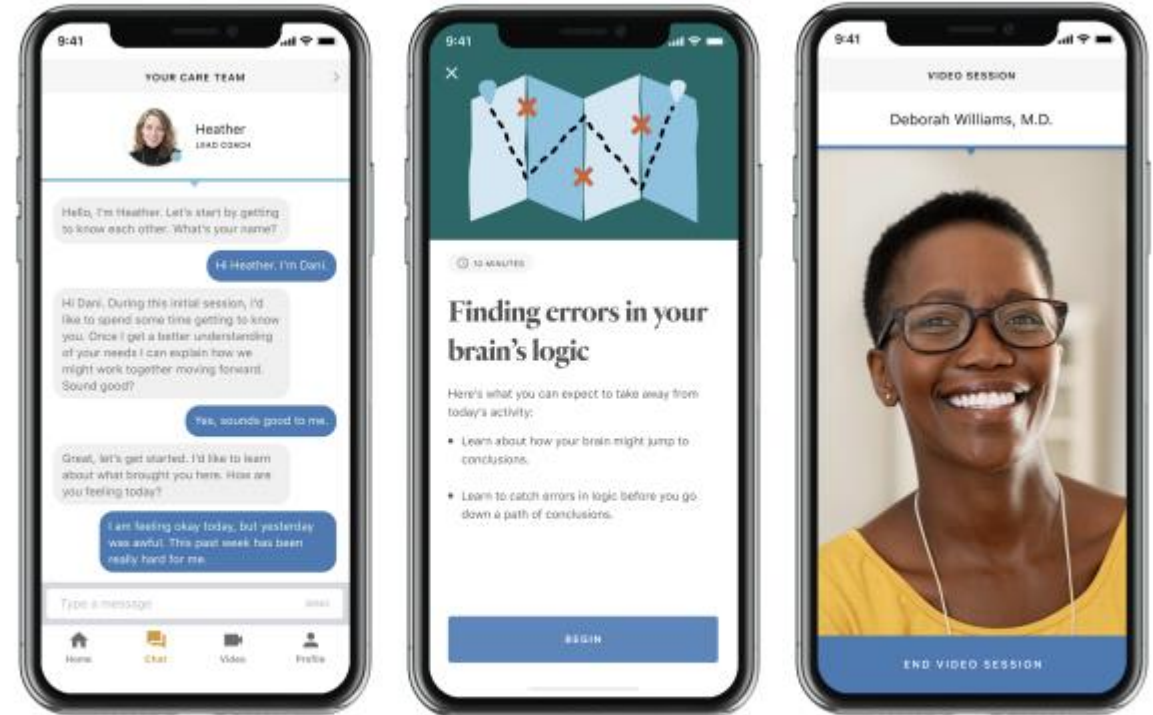 9:41
YOUR CARE TEAM
Heather
LEAD COACH
Hello, I'm Heather. Let's start by getting
to know each other. What's your name?
Hi Heather. I'm Dani.
Hi Dani. During this initial session, I'd
like to spend some time getting to know
you. Once I get a better understanding
of your needs I can explain how we
might work together moving forward.
Sound good?
Yes, sounds good to me.
Great, let's get started. I'd like to learn
about what brought you here. How are
you feeling today?
I am feeling okay today, but yesterday
was awful. This past week has been
really hard for me.
Type a message
SEND
Home
Chat
Video
Profile
9:41
10 MINUTES
Finding errors in your
brain's logic
Here's what you can expect to take away from
today's activity:
• Learn about how your brain might jump to
conclusions.
• Learn to catch errors in logic before you go
down a path of conclusions.
BEGIN
9:41
VIDEO SESSION
Deborah Williams, M.D.
END VIDEO SESSION